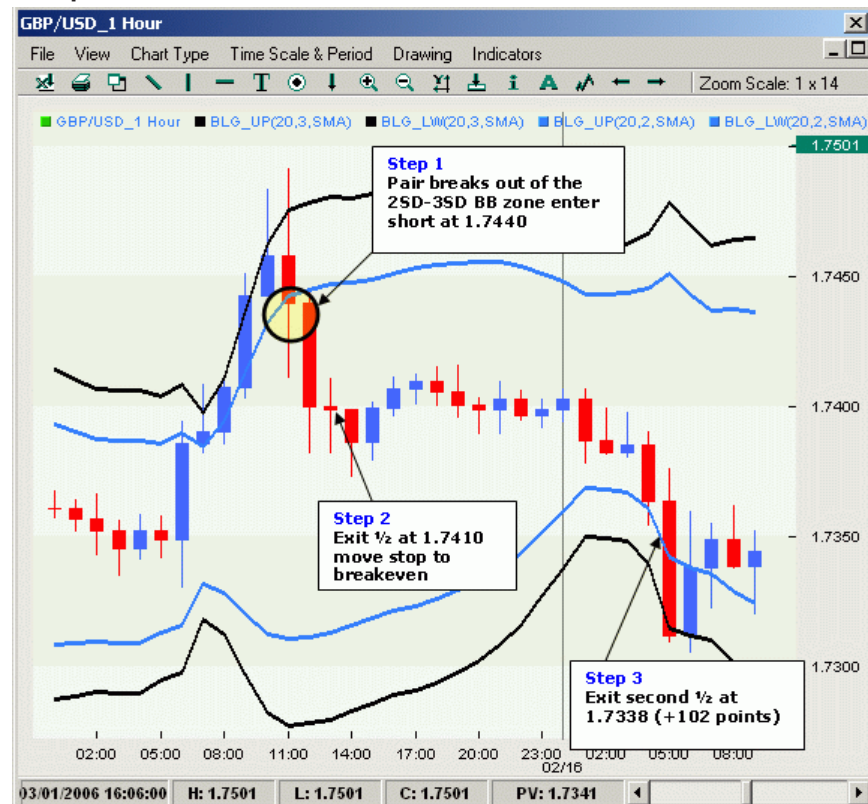 GBP/USD_1 Hour
File View Chart Type Time Scale & Period Drawing Indicators
T i A Zoom Scale: 1 x 14
GBP/USD_1 Hour BLG_UP(20,3,SMA) BLG_LW(20,3,SMA) BLG_UP(20,2,SMA) BLG_LW(20,2,SMA)
1.7501
Step 1
Pair breaks out of the
2SD-3SD BB zone enter
short at 1.7440
1.7450
1.7400
Step 2
Exit ½ at 1.7410
move stop to
breakeven
1.7350
Step 3
Exit second ½ at
1.7338 (+102 points)
1.7300
02:00 05:00 08:00 11:00 14:00 17:00 20:00 23:00 02:00 05:00 08:00
02/16
03/01/2006 16:06:00 H: 1.7501 L: 1.7501 C: 1.7501 PV: 1.7341